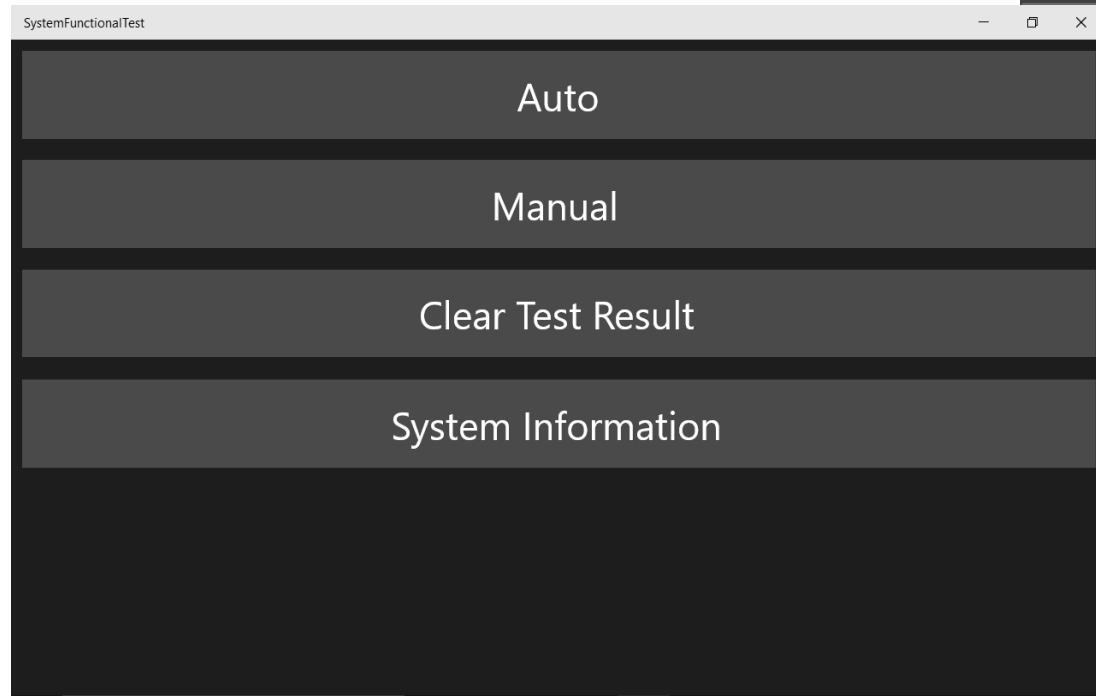 SystemFunctionalTest
Auto
Manual
Clear Test Result
System Information